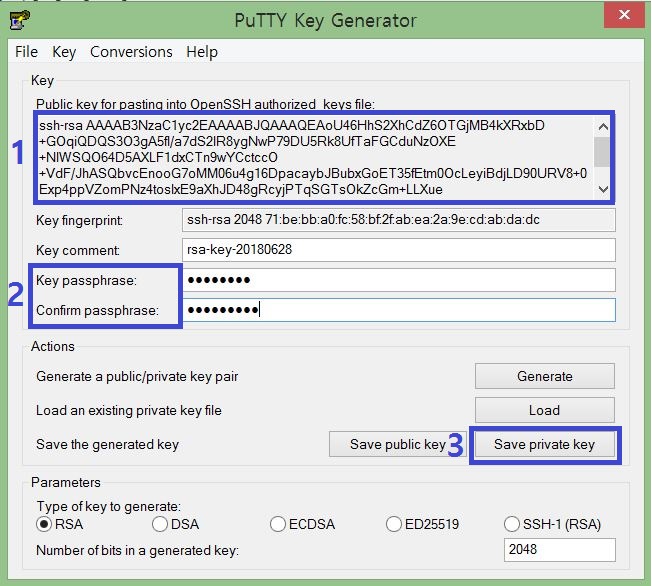 PuTTY Key Generator
File Key Conversions Help
Key
Public key for pasting into OpenSSH authorized_keys file:
1
ssh-rsa AAAAB3NzaC1yc2EAAAABJQAAAQEAoU46HhS2XhCdZ6OTGjMB4kXRxbD
+GOqiQDQS3O3gA5fl/a7dS2lR8ygNwP79DU5Rk8UfTaFGCduNzOXE
+NIWSQO64D5AXLF1dxCTn9wYCctccO
+VdF/JhASQbvcEnooG7oMM06u4g16DpacaybJBubxGoET35fEtm0OcLeyiBdjLD90URV8+0
Exp4ppVZomPNz4toslxE9aXhJD48gRcyjPTqSGTsOkZcGm+LLXue
Key fingerprint: ssh-rsa 2048 71:be:bb:a0:fc:58:bf:2f:ab:ea:2a:9e:cd:ab:da:dc
Key comment: rsa-key-20180628
2
Key passphrase: ●●●●●●●●
Confirm passphrase: ●●●●●●●●●
Actions
Generate a public/private key pair Generate
Load an existing private key file Load
Save the generated key Save public key 3 Save private key
Parameters
Type of key to generate:
RSA DSA ECDSA ED25519 SSH-1 (RSA)
Number of bits in a generated key: 2048